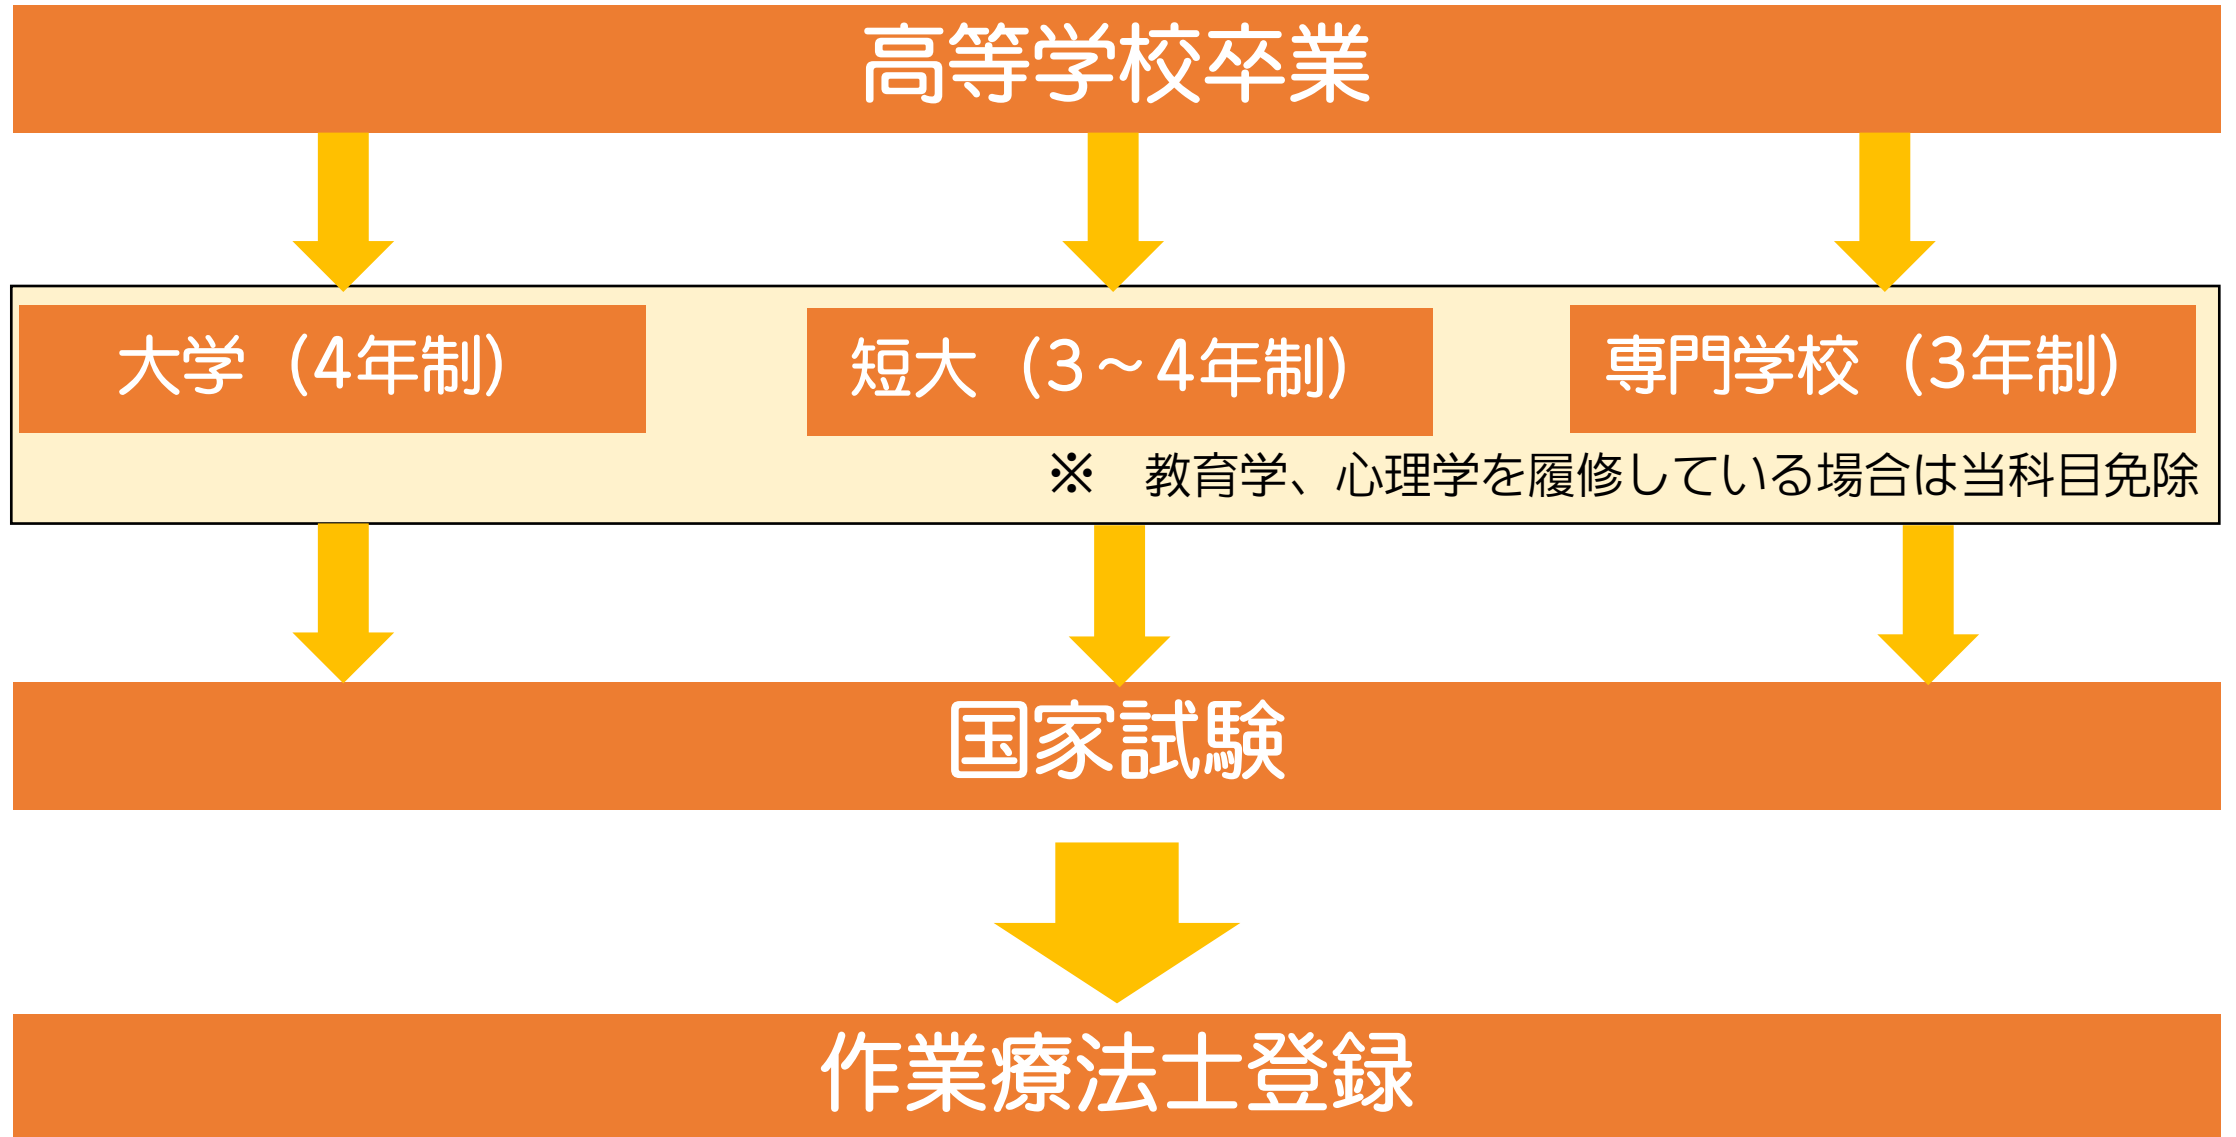 高等学校卒業
大学（4年制）
短大（3～4年制）
専門学校（3年制）
※　教育学、心理学を履修している場合は当科目免除
国家試験
作業療法士登録